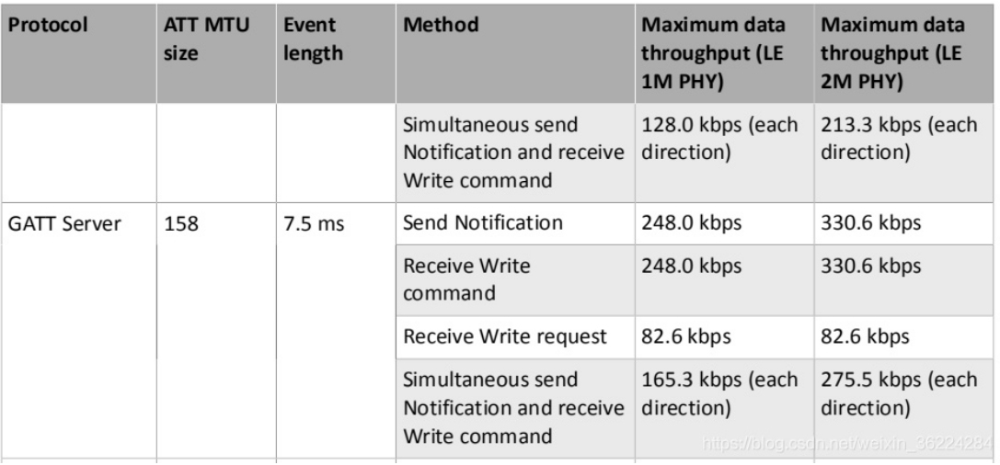 Protocol
ATT MTU
size
Event
length
Method
Maximum data
throughput (LE
1M PHY)
Maximum data
throughput (LE
2M PHY)
Simultaneous send
Notification and receive
Write command
128.0 kbps (each
direction)
213.3 kbps (each
direction)
GATT Server
158
7.5 ms
Send Notification
248.0 kbps
330.6 kbps
Receive Write
command
248.0 kbps
330.6 kbps
Receive Write request
82.6 kbps
82.6 kbps
Simultaneous send
Notification and receive
Write command
165.3 kbps (each
direction)
275.5 kbps (each
direction)
https://blog.csdn.net/weixin_36224284